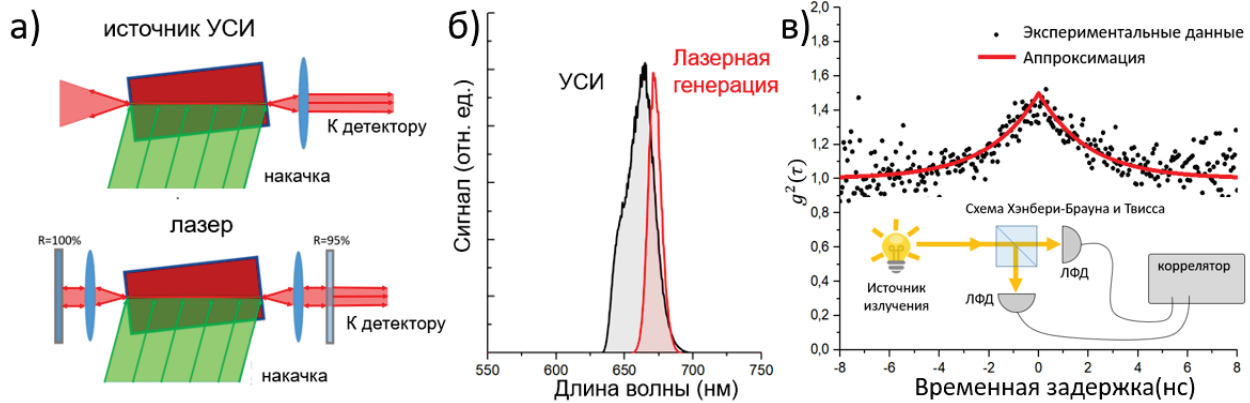 а)
источник УСИ
К детектору
накачка
лазер
R=100%
R=95%
К детектору
накачка
б)
УСИ
Лазерная
генерация
Сигнал (отн. ед.)
550
600
650
700
750
Длина волны (нм)
в)
Экспериментальные данные
Аппроксимация
g²(τ)
1,8
1,6
1,4
1,2
1,0
0,8
0,6
0,4
0,2
0,0
Схема Хэнбери-Брауна и Твисса
Источник
излучения
ЛФД
ЛФД
коррелятор
-8
-6
-4
-2
0
2
4
6
8
Временная задержка(нс)